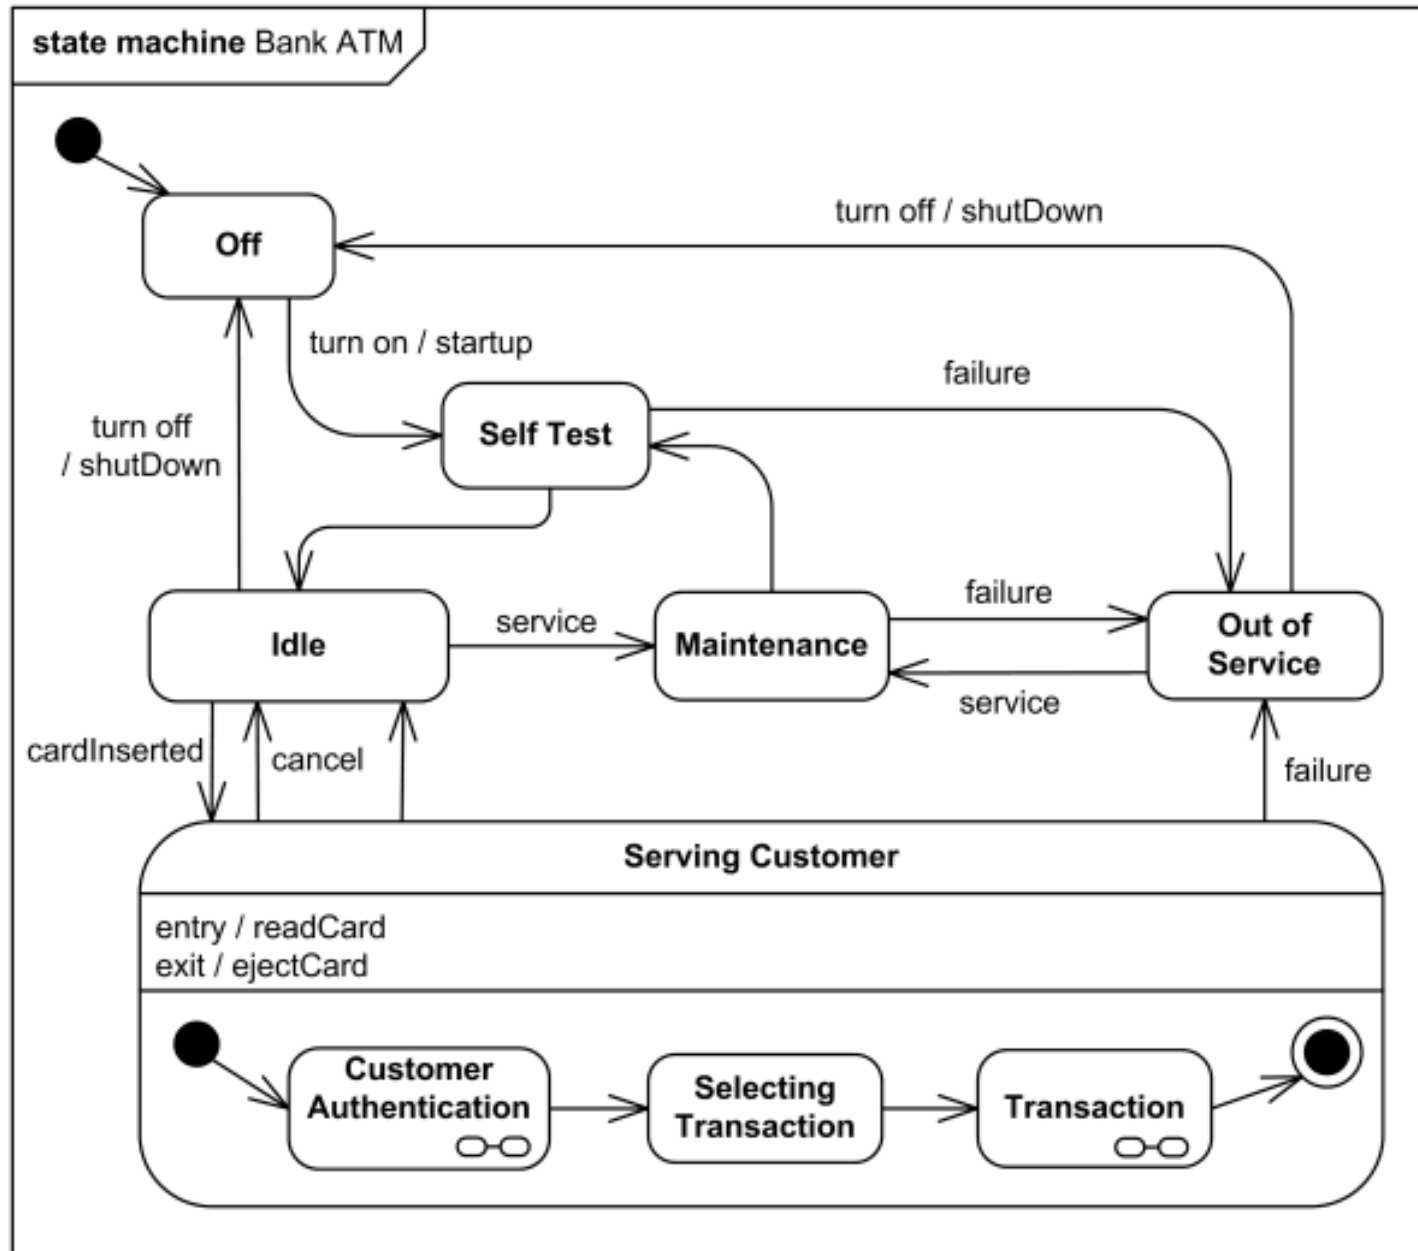 state machine Bank ATM
Off
turn off / shutDown
turn on / startup
failure
turn off
/ shutDown
Self Test
Idle
service
Maintenance
failure
service
Out of
Service
cardInserted
cancel
failure
Serving Customer
entry / readCard
exit / ejectCard
Customer
Authentication
Selecting
Transaction
Transaction